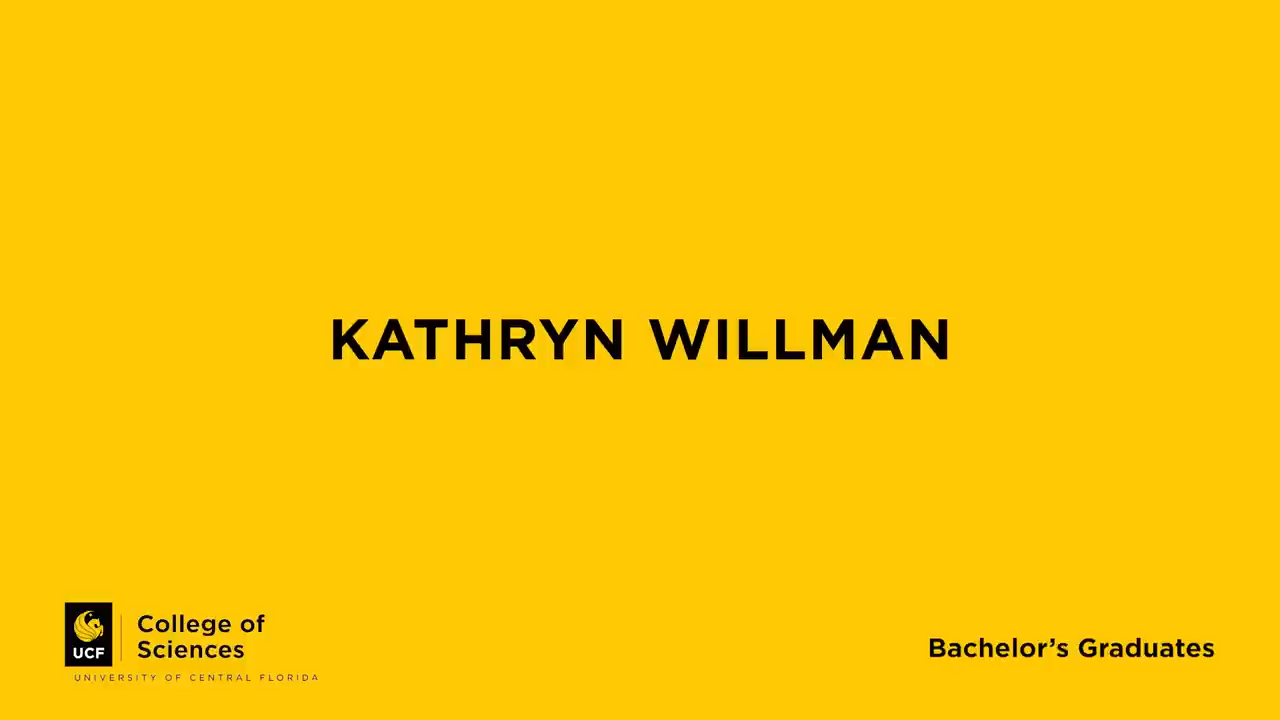 KATHRYN WILLMAN
UCF
College of
Sciences
UNIVERSITY OF CENTRAL FLORIDA
Bachelor’s Graduates